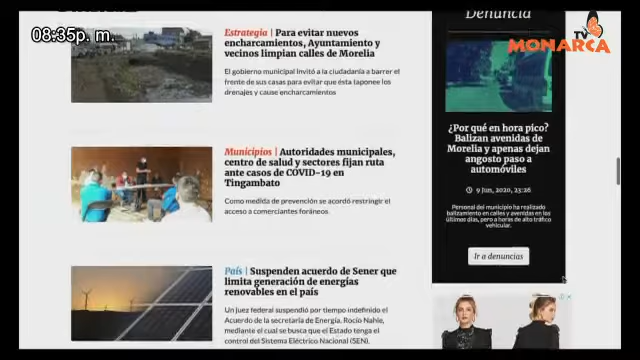 08:35p. m.
TV
MONARCA
Estrategia | Para evitar nuevos
encharcamientos, Ayuntamiento y
vecinos limpian calles de Morelia
El gobierno municipal invitó a la ciudadanía a barrer el
frente de sus casas para evitar que ésta taponee los
drenajes y cause encharcamientos
Municipios | Autoridades municipales,
centro de salud y sectores fijan ruta
ante casos de COVID-19 en
Tingambato
Como medida de prevención se acordó restringir el
acceso a comerciantes foráneos
País | Suspenden acuerdo de Sener que
limita generación de energías
renovables en el país
Un juez federal suspendió por tiempo indefinido el
Acuerdo de la secretaria de Energía, Rocío Nahle,
mediante el cual se busca que el Estado tenga el
control del Sistema Eléctrico Nacional (SEN).
Denuncia
¿Por qué en hora pico?
Balizan avenidas de
Morelia y apenas dejan
angosto paso a
automóviles
9 Jun, 2020, 23:26
Personal del municipio ha realizado
balizamiento en calles y avenidas en los
últimos días, pero a horas de alto tráfico
vehicular.
Ir a denuncias